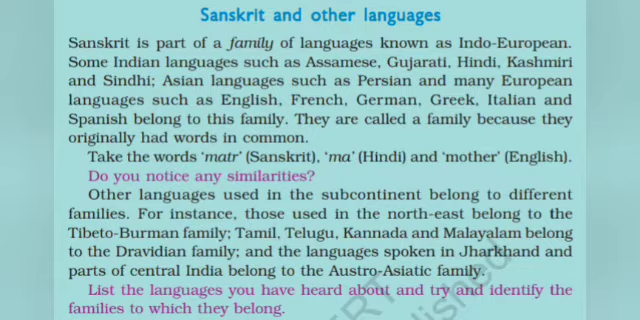 Sanskrit and other languages
Sanskrit is part of a family of languages known as Indo-European.
Some Indian languages such as Assamese, Gujarati, Hindi, Kashmiri
and Sindhi; Asian languages such as Persian and many European
languages such as English, French, German, Greek, Italian and
Spanish belong to this family. They are called a family because they
originally had words in common.
Take the words ‘matr’ (Sanskrit), ‘ma’ (Hindi) and ‘mother’ (English).
Do you notice any similarities?
Other languages used in the subcontinent belong to different
families. For instance, those used in the north-east belong to the
Tibeto-Burman family; Tamil, Telugu, Kannada and Malayalam belong
to the Dravidian family; and the languages spoken in Jharkhand and
parts of central India belong to the Austro-Asiatic family.
List the languages you have heard about and try and identify the
families to which they belong.